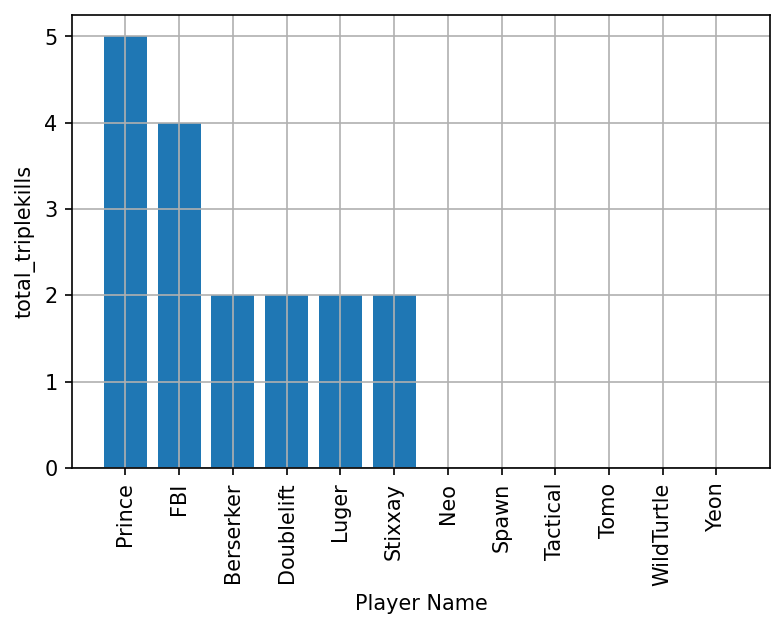 total_triplekills
5
4
3
2
1
0
Prince
FBI
Berserker
Doublelift
Luger
Stixxay
Neo
Spawn
Tactical
Tomo
WildTurtle
Yeon
Player Name